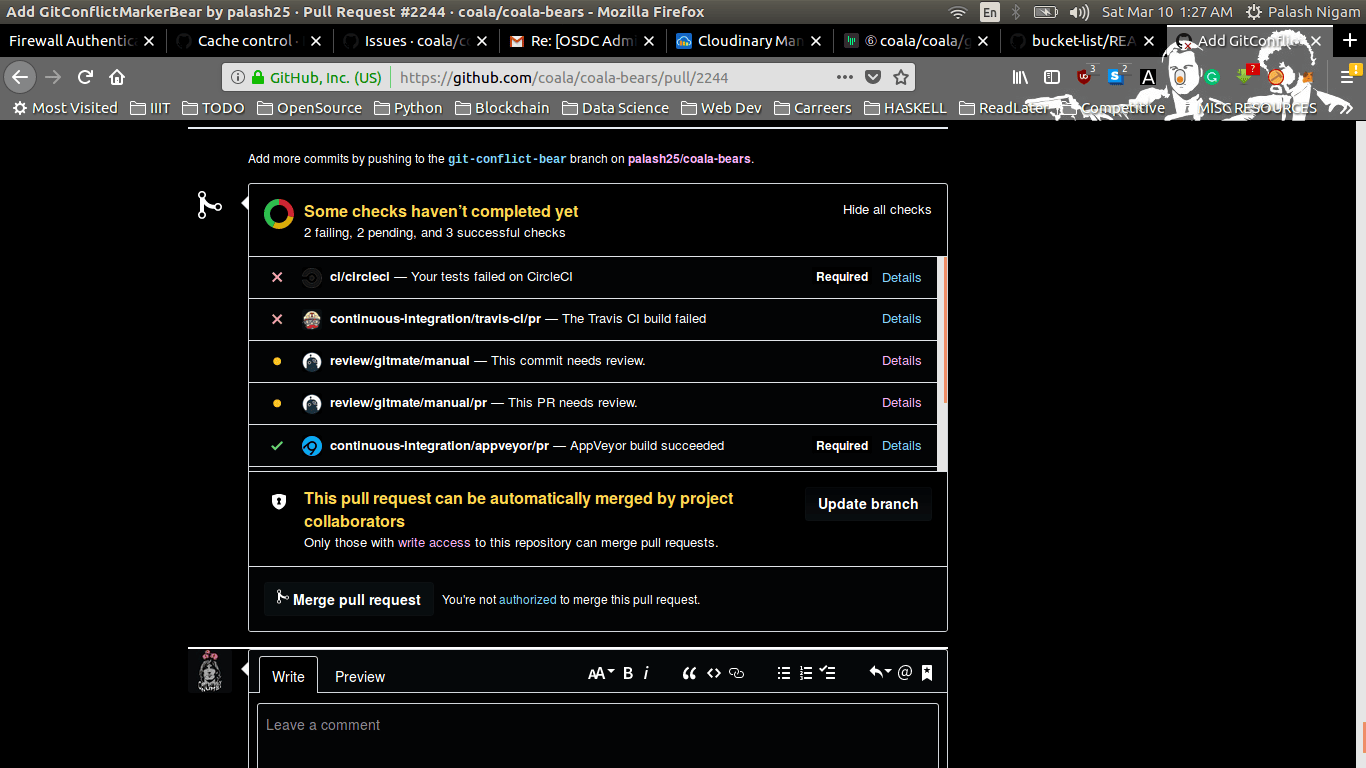 Add GitConflictMarkerBear by palash25 · Pull Request #2244 · coala/coala-bears - Mozilla Firefox
En
Sat Mar 10 1:27 AM
Palash Nigam
Firewall Authentic
Cache control ·
Issues · coala/c
Re: [OSDC Adm
Cloudinary Man
⑥ coala/coala/g
bucket-list/REA
Add GitConfl
GitHub, Inc. (US)
https://github.com/coala/coala-bears/pull/2244
3
2
A
?
Most Visited
IIIT
TODO
OpenSource
Python
Blockchain
Data Science
Web Dev
Carreers
HASKELL
ReadLater
Competitive
MISC RESOURCES
Add more commits by pushing to the git-conflict-bear branch on palash25/coala-bears.
Some checks haven't completed yet
Hide all checks
2 failing, 2 pending, and 3 successful checks
ci/circleci — Your tests failed on CircleCI Required Details
continuous-integration/travis-ci/pr — The Travis CI build failed Details
review/gitmate/manual — This commit needs review. Details
review/gitmate/manual/pr — This PR needs review. Details
continuous-integration/appveyor/pr — AppVeyor build succeeded Required Details
This pull request can be automatically merged by project
collaborators
Update branch
Only those with write access to this repository can merge pull requests.
Merge pull request
You're not authorized to merge this pull request.
Write
Preview
AA B i
Leave a comment